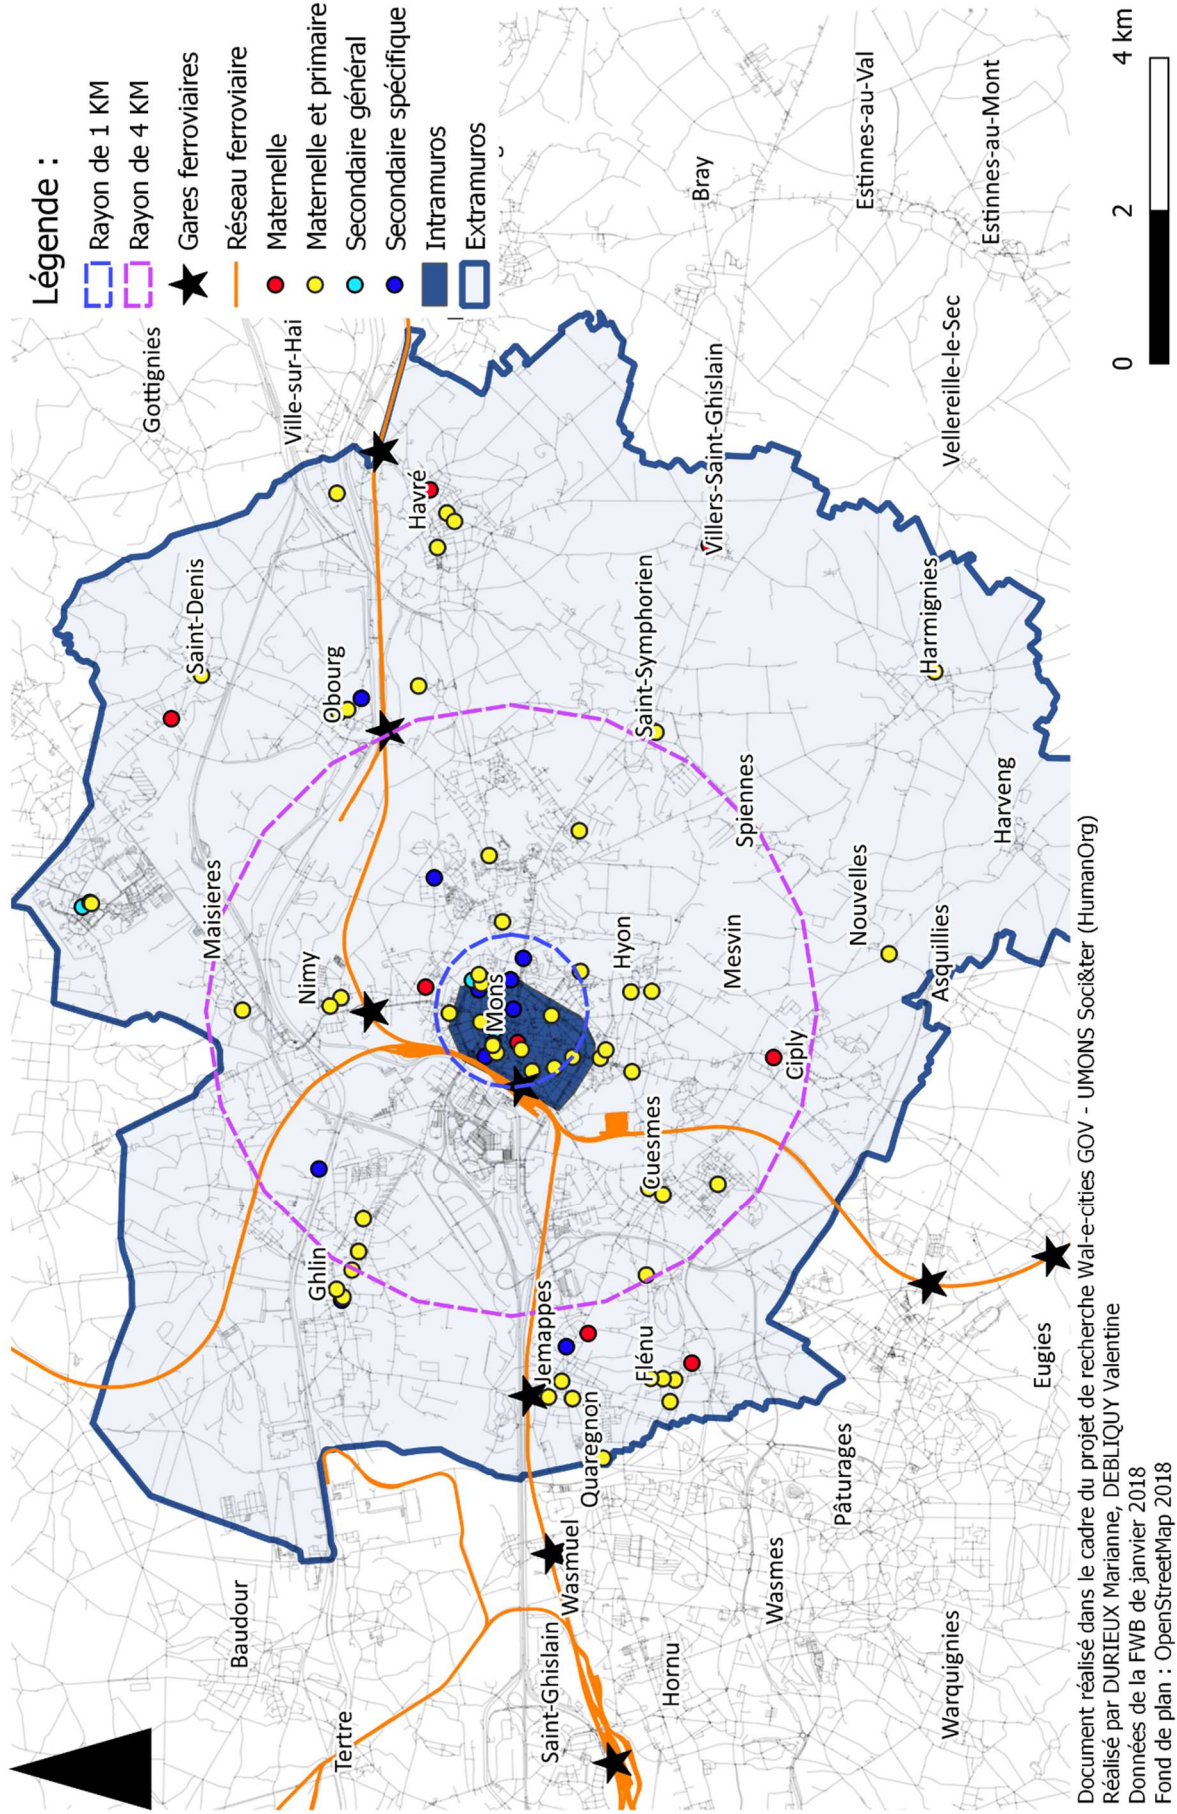 Légende :
Rayon de 1 KM
Rayon de 4 KM
Gares ferroviaires
Réseau ferroviaire
Maternelle
Maternelle et primaire
Secondaire général
Secondaire spécifique
Intramuros
Extramuros
Gottignies
Ville-sur-Hai
Saint-Denis
Obourg
Havré
Maisieres
Nimy
Ghlin
Baudour
Tertre
Mons
Jemappes
Quaregnon
Wasmuel
Saint-Ghislain
Hornu
Flénu
Cuesmes
Hyon
Saint-Symphorien
Villers-Saint-Ghislain
Bray
Estinnes-au-Val
Estinnes-au-Mont
Vellereille-le-Sec
Harmignies
Spiennes
Mesvin
Ciply
Nouvelles
Harveng
Asquillies
Wasmes
Pâturages
Warquignies
Eugies
0 2 4 km
Document réalisé dans le cadre du projet de recherche Wal-e-cities GOV - UMONS Soci&ter (HumanOrg)
Réalisé par DURIEUX Marianne, DEBLIQUY Valentine
Données de la FWB de janvier 2018
Fond de plan : OpenStreetMap 2018